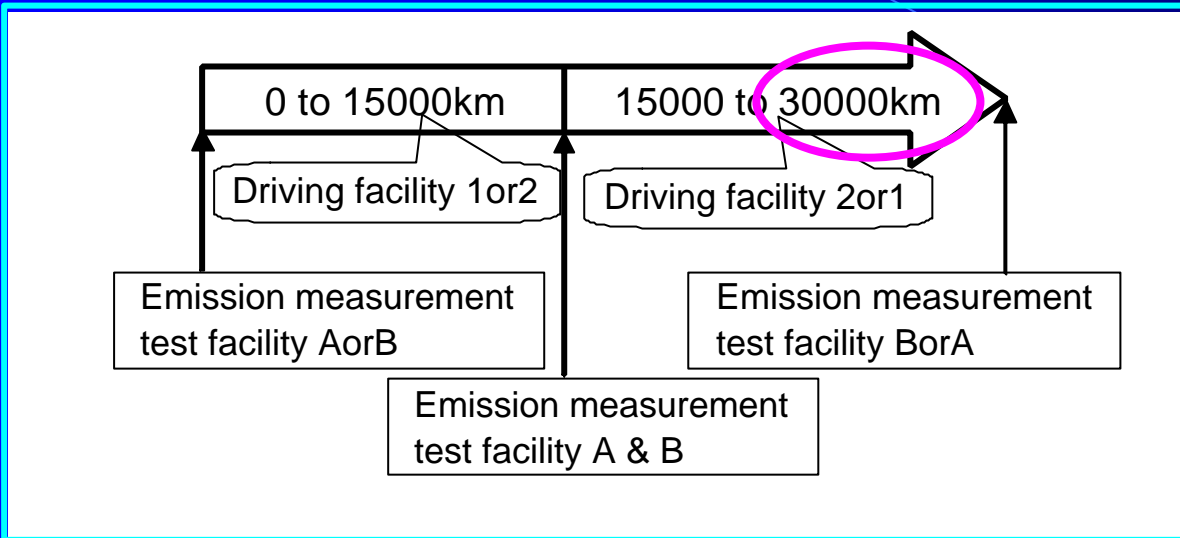 0 to 15000km
15000 to 30000km
Driving facility 1or2
Driving facility 2or1
Emission measurement
test facility AorB
Emission measurement
test facility BorA
Emission measurement
test facility A & B